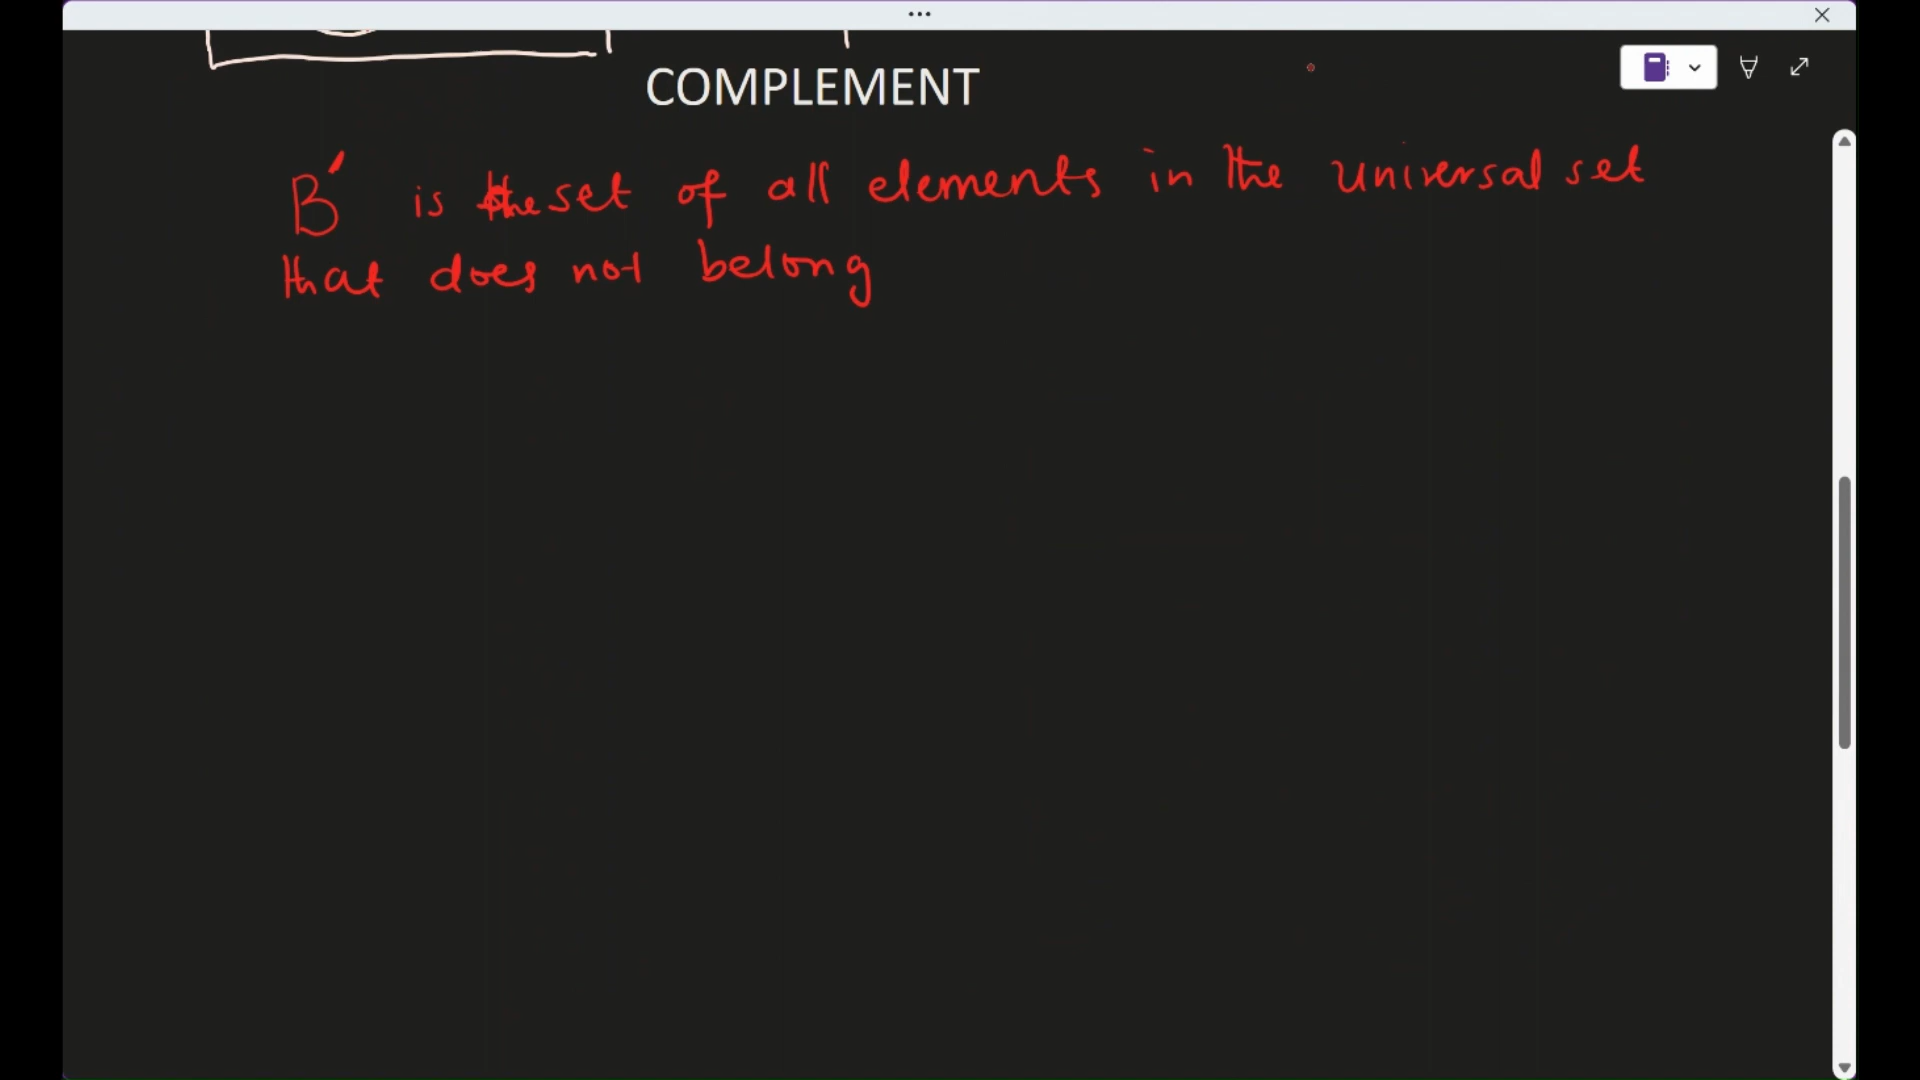 COMPLEMENT
B' is the set of all elements in the universal set
that does not belong